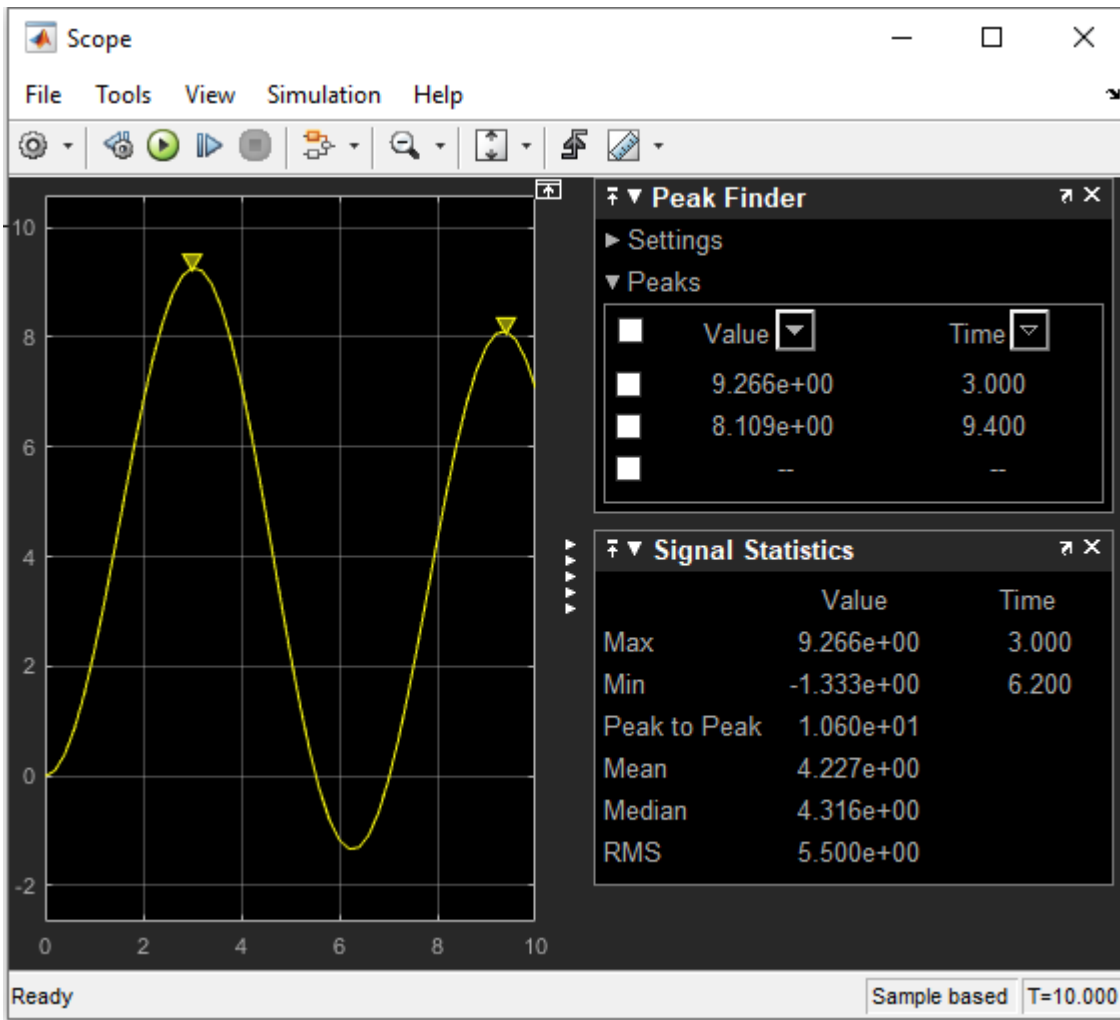 Scope
File Tools View Simulation Help
10
8
6
4
2
0
-2
0 2 4 6 8 10
Peak Finder
Settings
Peaks
Value Time
9.266e+00 3.000
8.109e+00 9.400
-- --
Signal Statistics
Value Time
Max 9.266e+00 3.000
Min -1.333e+00 6.200
Peak to Peak 1.060e+01
Mean 4.227e+00
Median 4.316e+00
RMS 5.500e+00
Ready Sample based T=10.000